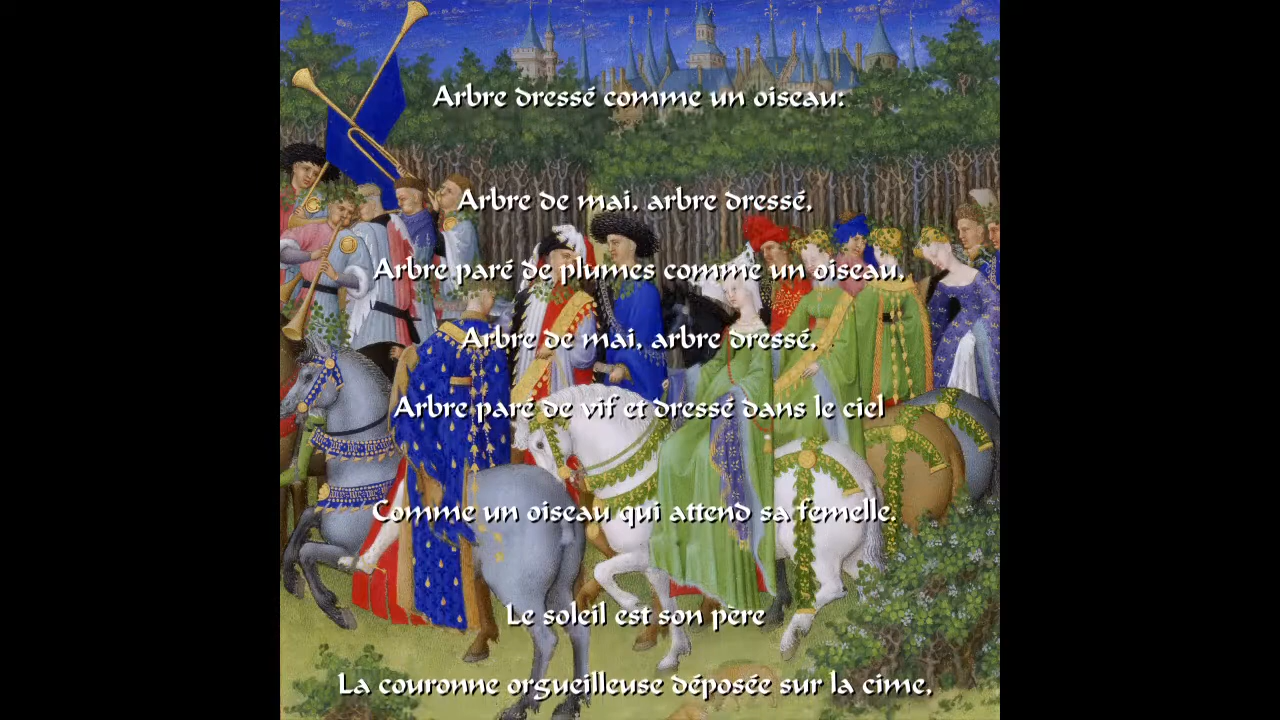 Arbre dressé comme un oiseau:
Arbre de mai, arbre dressé,
Arbre paré de plumes comme un oiseau,
Arbre de mai, arbre dressé,
Arbre paré de vif et dressé dans le ciel
Comme un oiseau qui attend sa femelle.
Le soleil est son père
La couronne orgueilleuse déposée sur la cime,